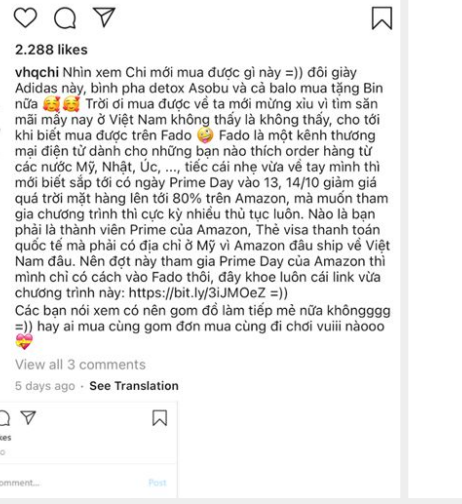 2.288 likes
vhqchi Nhìn xem Chi mới mua được gì này =)) đôi giày
Adidas này, bình pha detox Asobu và cả balo mua tặng Bin
nữa 🥰🥰 Trời ơi mua được về ta mới mừng xỉu vì tìm săn
mãi mấy nay ở Việt Nam không thấy là không thấy, cho tới
khi biết mua được trên Fado 🤪 Fado là một kênh thương
mại điện tử dành cho những bạn nào thích order hàng từ
các nước Mỹ, Nhật, Úc, ..., tiếc cái nhẹ vừa về tay mình thì
mới biết sắp tới có ngày Prime Day vào 13, 14/10 giảm giá
quá trời mặt hàng lên tới 80% trên Amazon, mà muốn tham
gia chương trình thì cực kỳ nhiều thủ tục luôn. Nào là bạn
phải là thành viên Prime của Amazon, Thẻ visa thanh toán
quốc tế mà phải có địa chỉ ở Mỹ vì Amazon đâu ship về Việt
Nam đâu. Nên đợt này tham gia Prime Day của Amazon thì
mình chỉ có cách vào Fado thôi, đây khoe luôn cái link vừa
chương trình này: https://bit.ly/3iJMOeZ =))
Các bạn nói xem có nên gom đồ làm tiếp mẻ nữa khôngggg
=)) hay ai mua cùng gom đơn mua cùng đi chơi vuiii nàooo
💝
View all 3 comments
5 days ago · See Translation
kes
o
omment...
Post